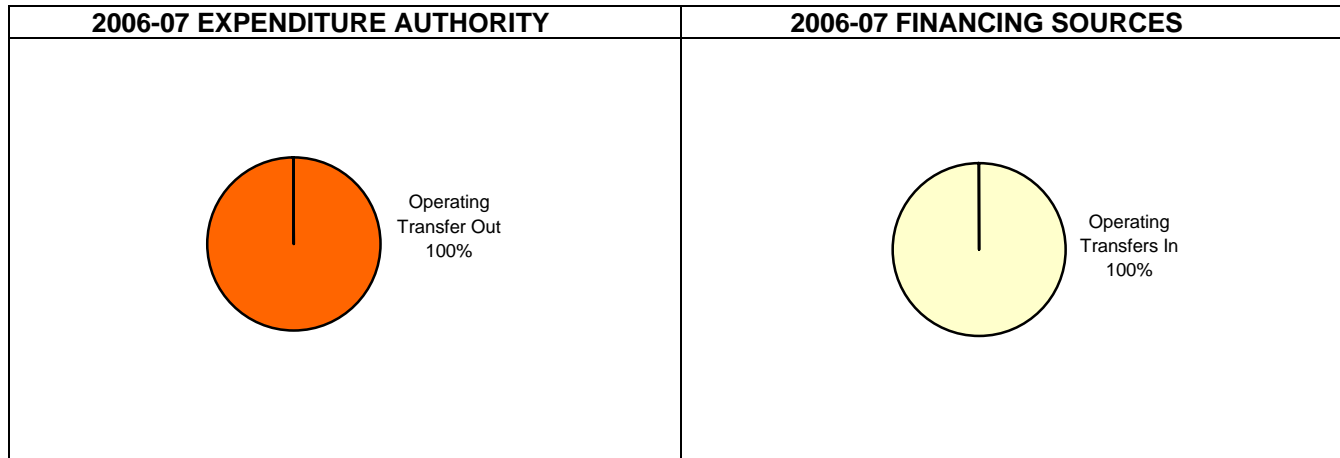 2006-07 EXPENDITURE AUTHORITY
2006-07 FINANCING SOURCES
Operating
Transfer Out
100%
Operating
Transfers In
100%